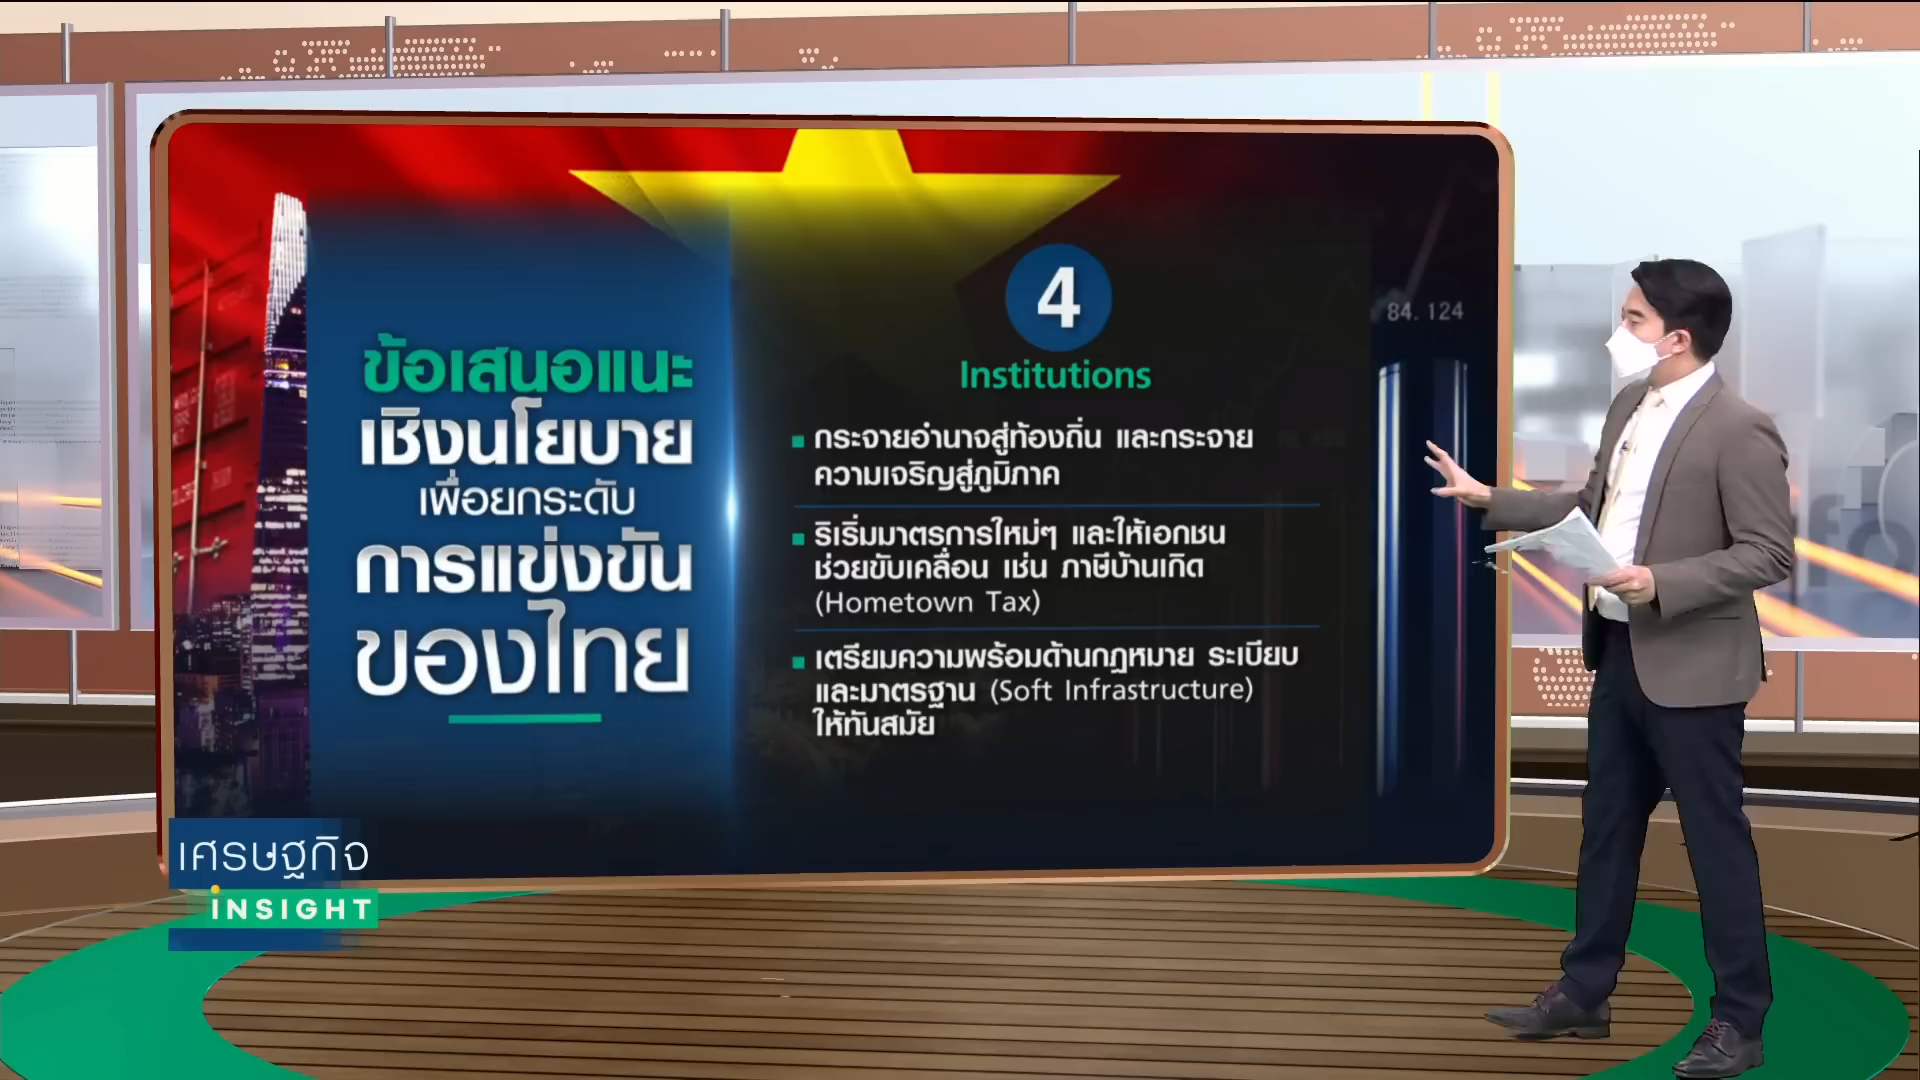 ข้อเสนอแนะ
เชิงนโยบาย
เพื่อยกระดับ
การแข่งขัน
ของไทย
4
Institutions
กระจายอำนาจสู่ท้องถิ่น และกระจาย
ความเจริญสู่ภูมิภาค
ริเริ่มมาตรการใหม่ๆ และให้เอกชน
ช่วยขับเคลื่อน เช่น ภาษีบ้านเกิด
(Hometown Tax)
เตรียมความพร้อมด้านกฎหมาย ระเบียบ
และมาตรฐาน (Soft Infrastructure)
ให้ทันสมัย
84.124
เศรษฐกิจ
INSIGHT